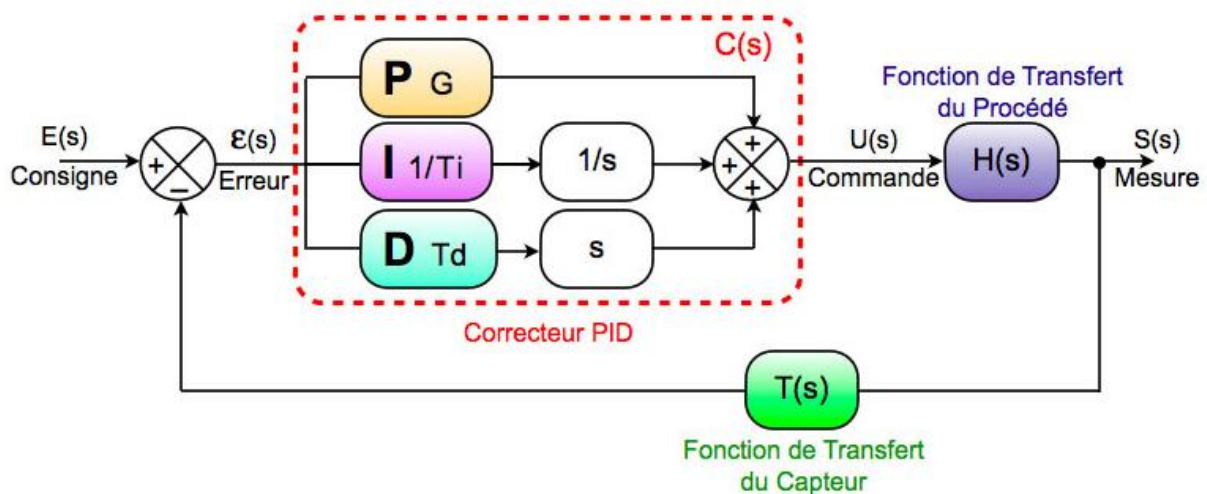 C(s)
P G
Fonction de Transfert
du Procédé
E(s)
Consigne
+
−
Ɛ(s)
Erreur
I 1/Ti
1/s
+
+
+
U(s)
Commande
H(s)
S(s)
Mesure
D Td
s
Correcteur PID
T(s)
Fonction de Transfert
du Capteur